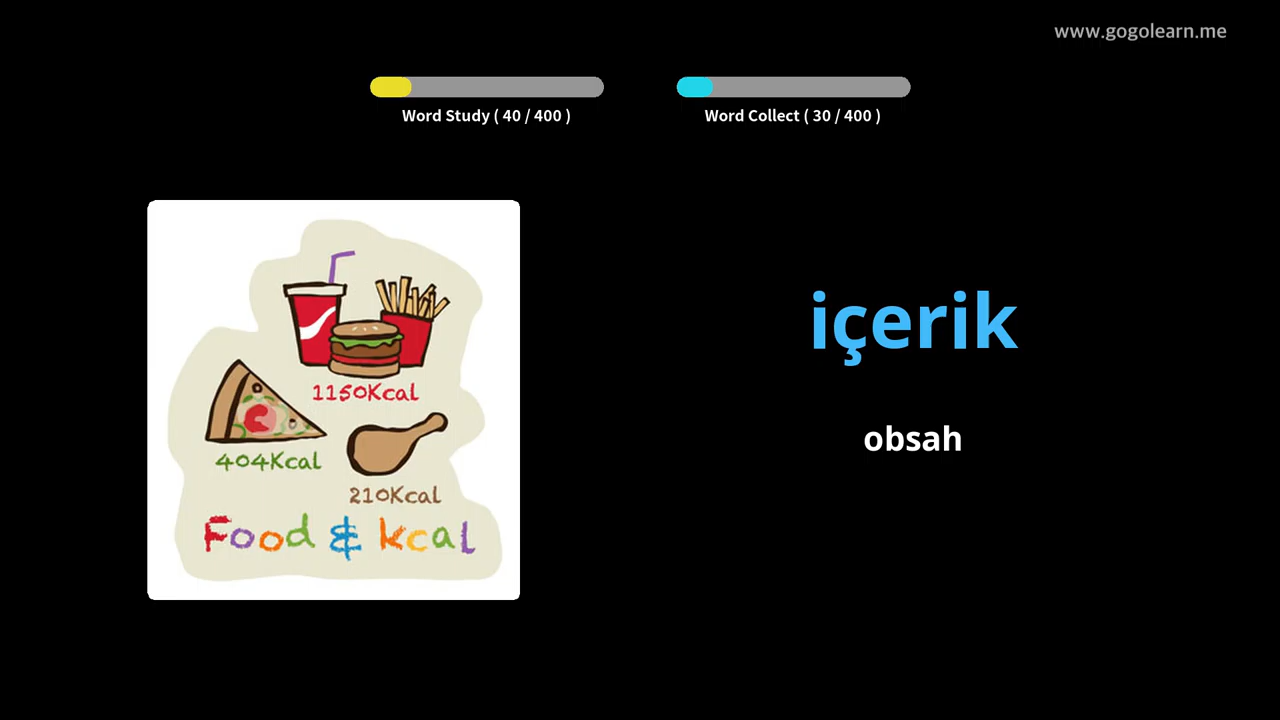 www.gogolearn.me
Word Study ( 40 / 400 )
Word Collect ( 30 / 400 )
1150Kcal
404Kcal
210Kcal
Food & kcal
içerik
obsah